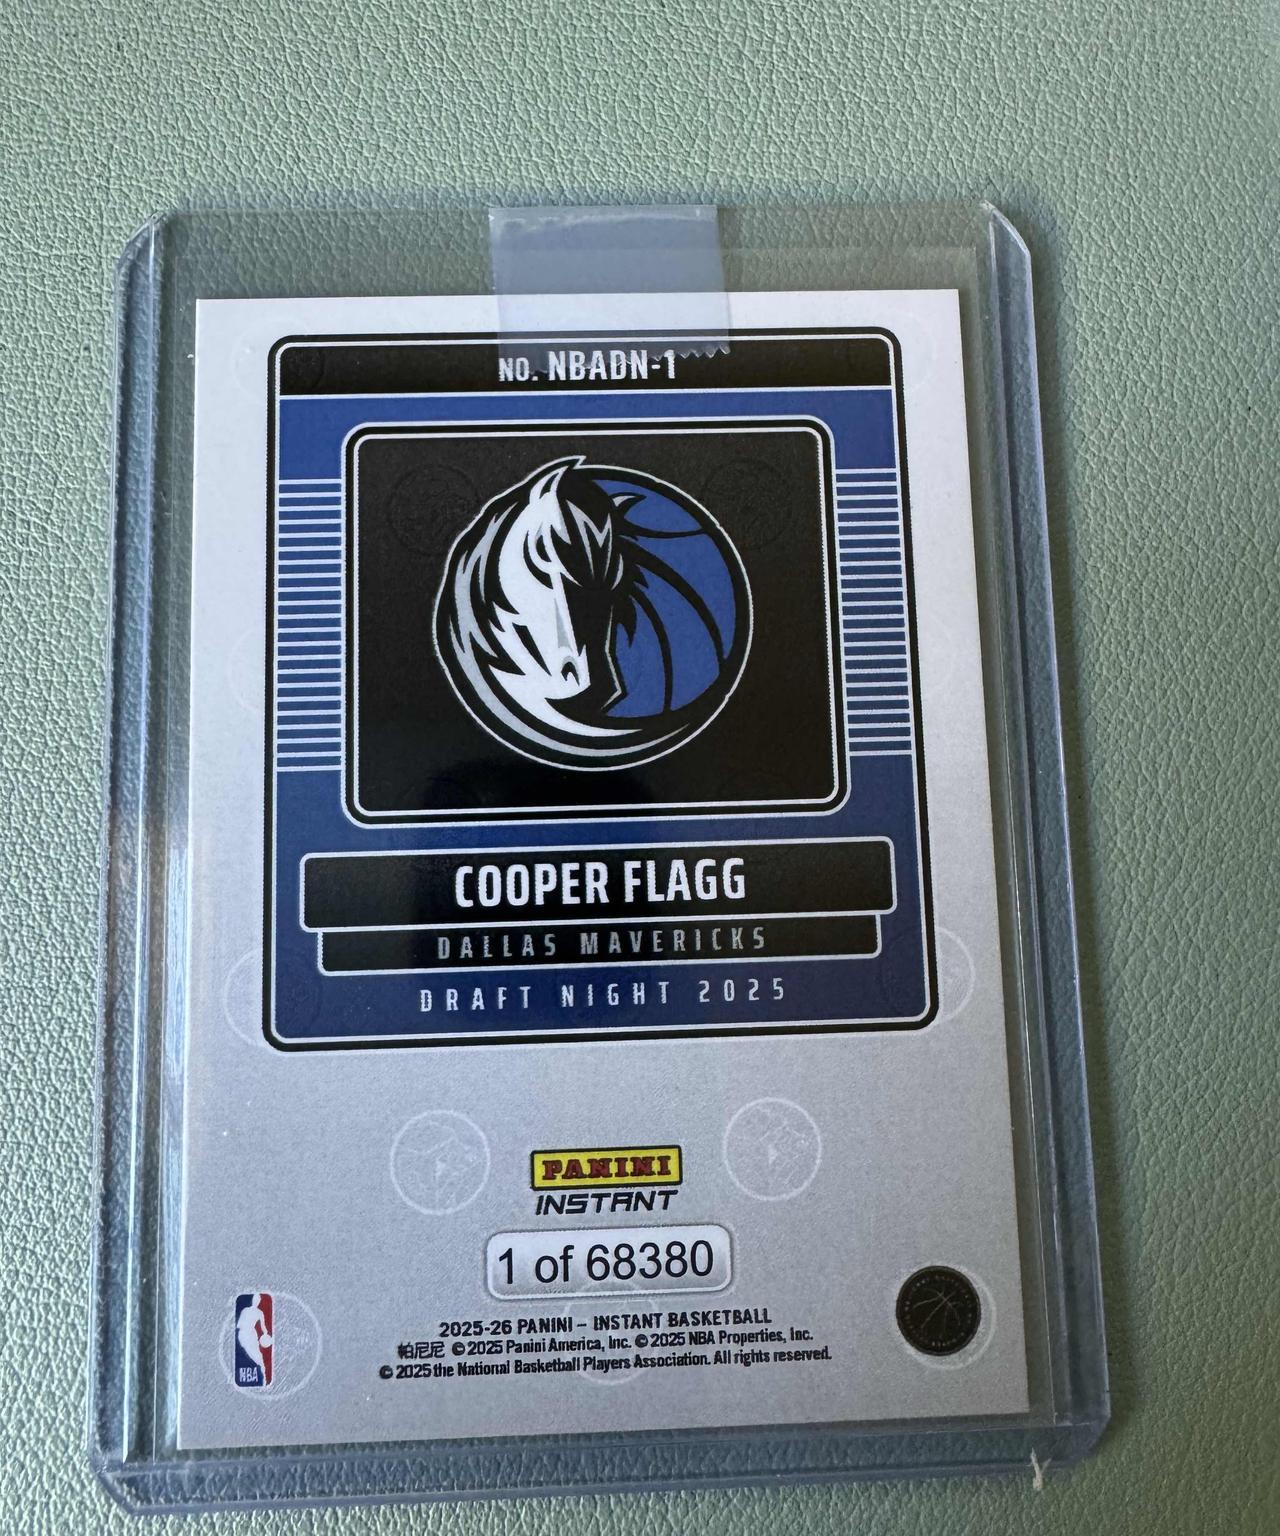 NO. NBADN-1
COOPER FLAGG
DALLAS MAVERICKS
DRAFT NIGHT 2025
PANINI
INSTANT
1 of 68380
NBA
2025-26 PANINI – INSTANT BASKETBALL
帕尼尼 © 2025 Panini America, Inc. © 2025 NBA Properties, Inc.
© 2025 the National Basketball Players Association. All rights reserved.